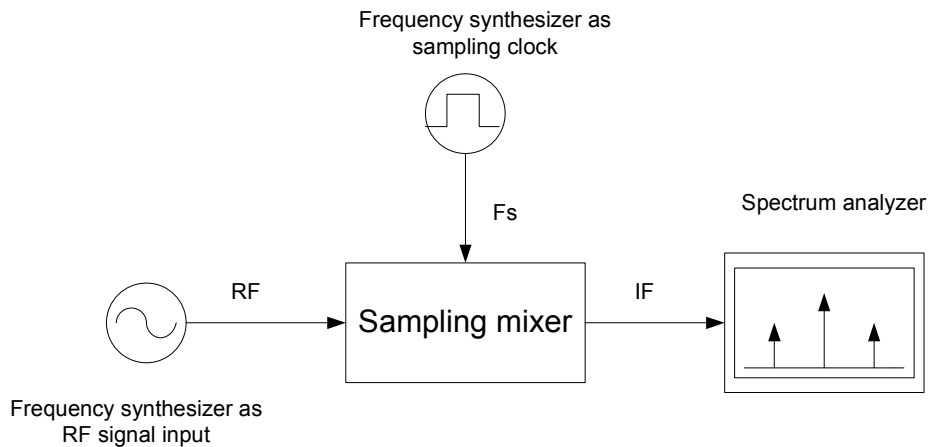 Frequency synthesizer as
sampling clock
Fs
Spectrum analyzer
RF
Sampling mixer
IF
Frequency synthesizer as
RF signal input